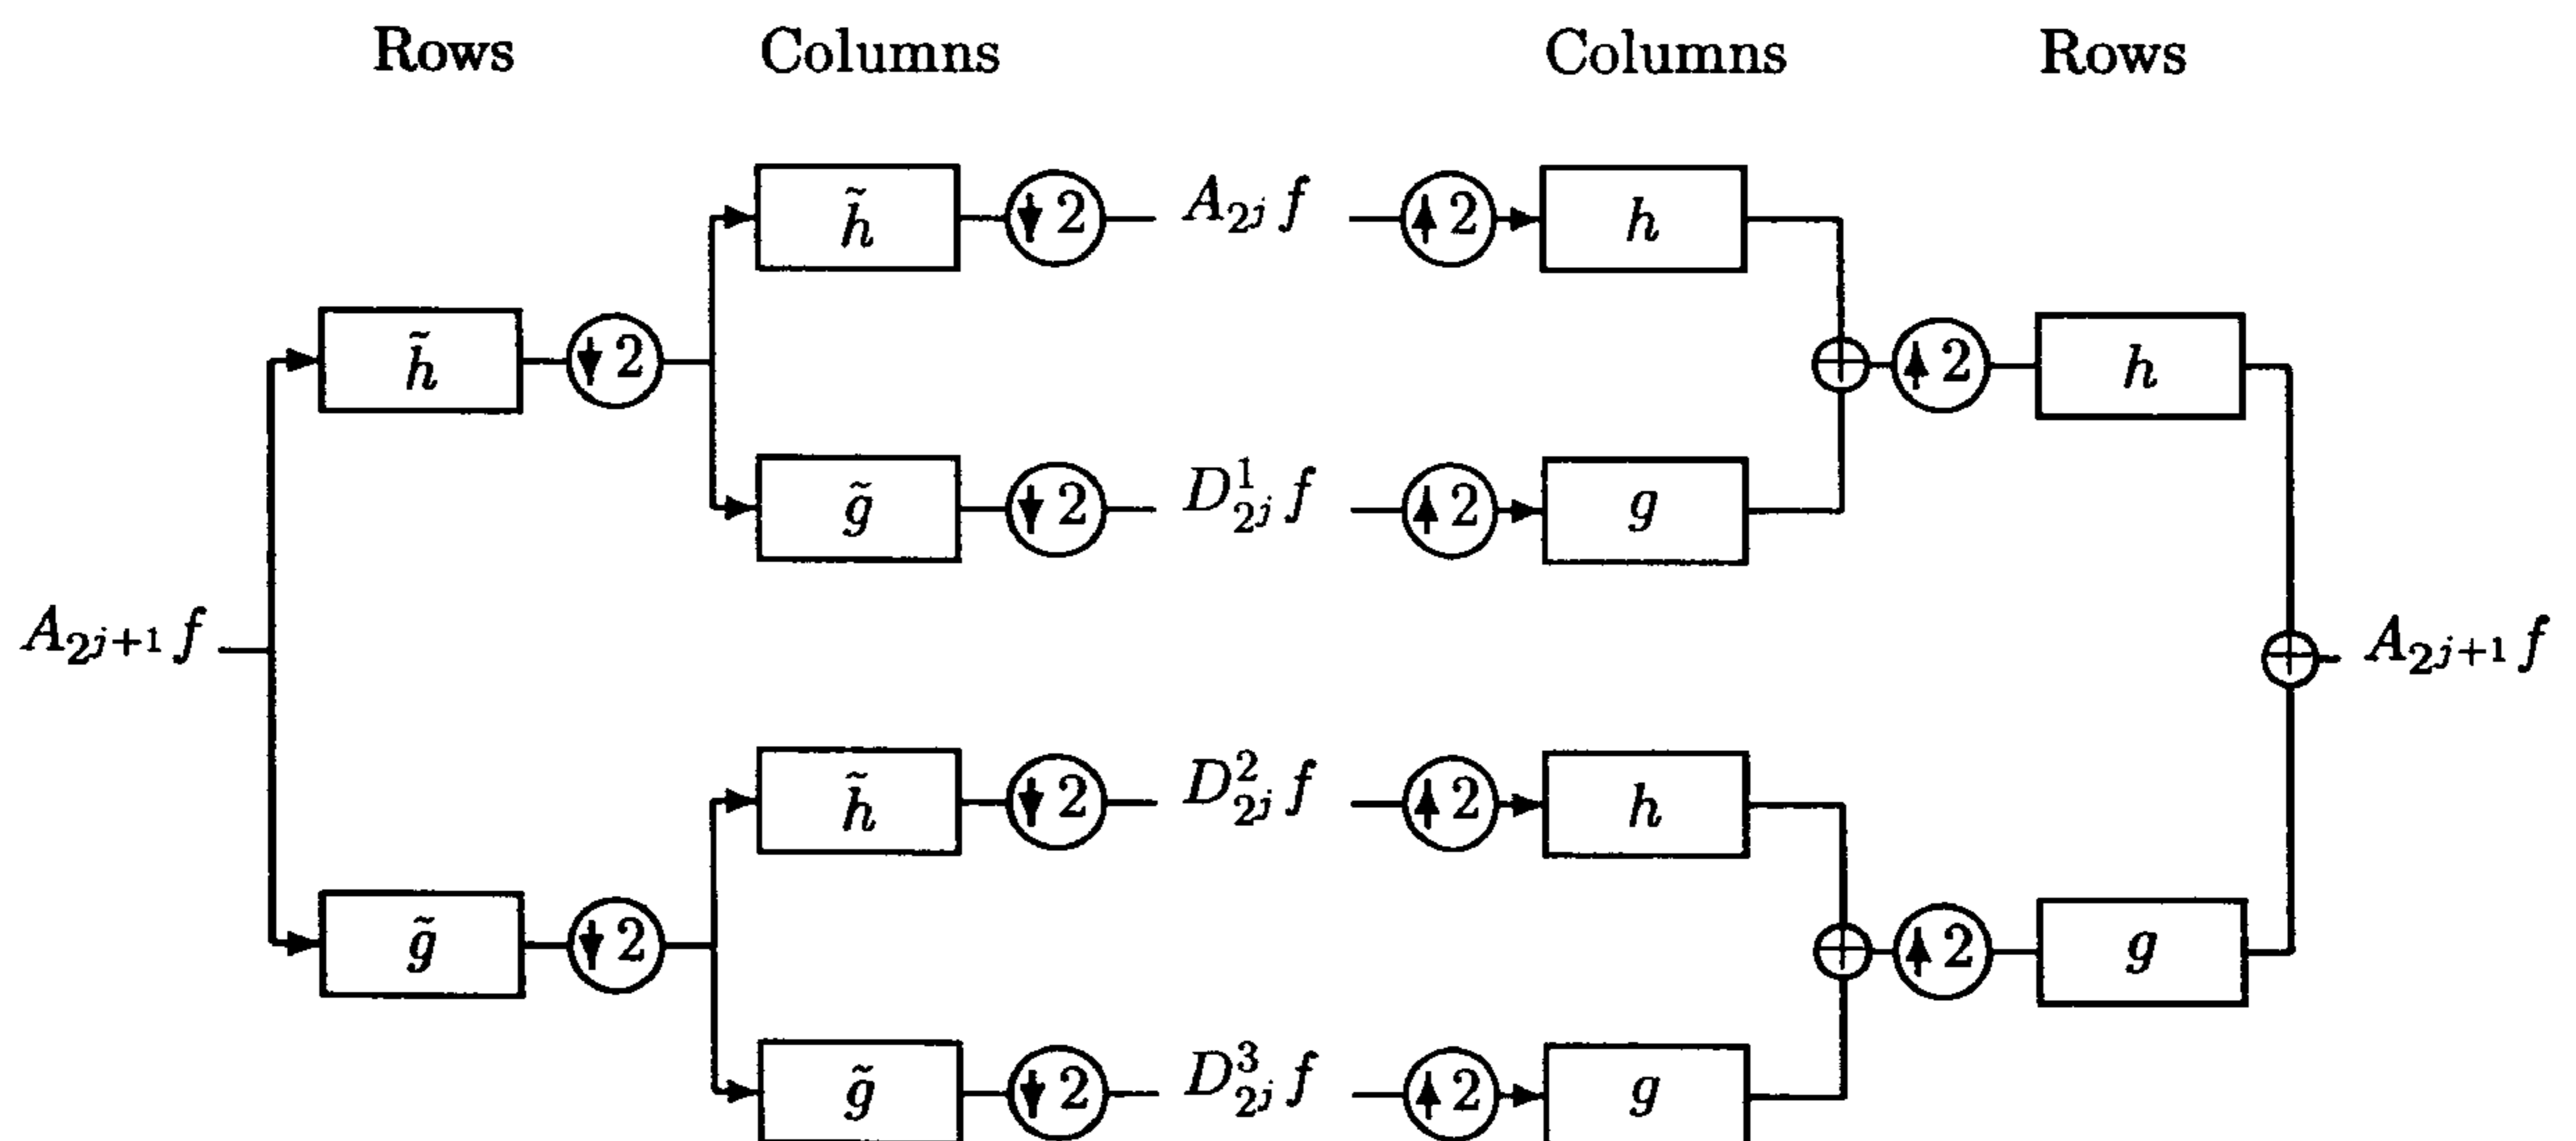 Rows Columns Columns Rows
h̃ ↓2 A_{2^j} f ↑2 h
h̃ ↓2 ↑2 h
g̃ ↓2 D^1_{2^j} f ↑2 g
A_{2^{j+1}} f A_{2^{j+1}} f
h̃ ↓2 D^2_{2^j} f ↑2 h
g̃ ↓2 ↑2 g
g̃ ↓2 D^3_{2^j} f ↑2 g